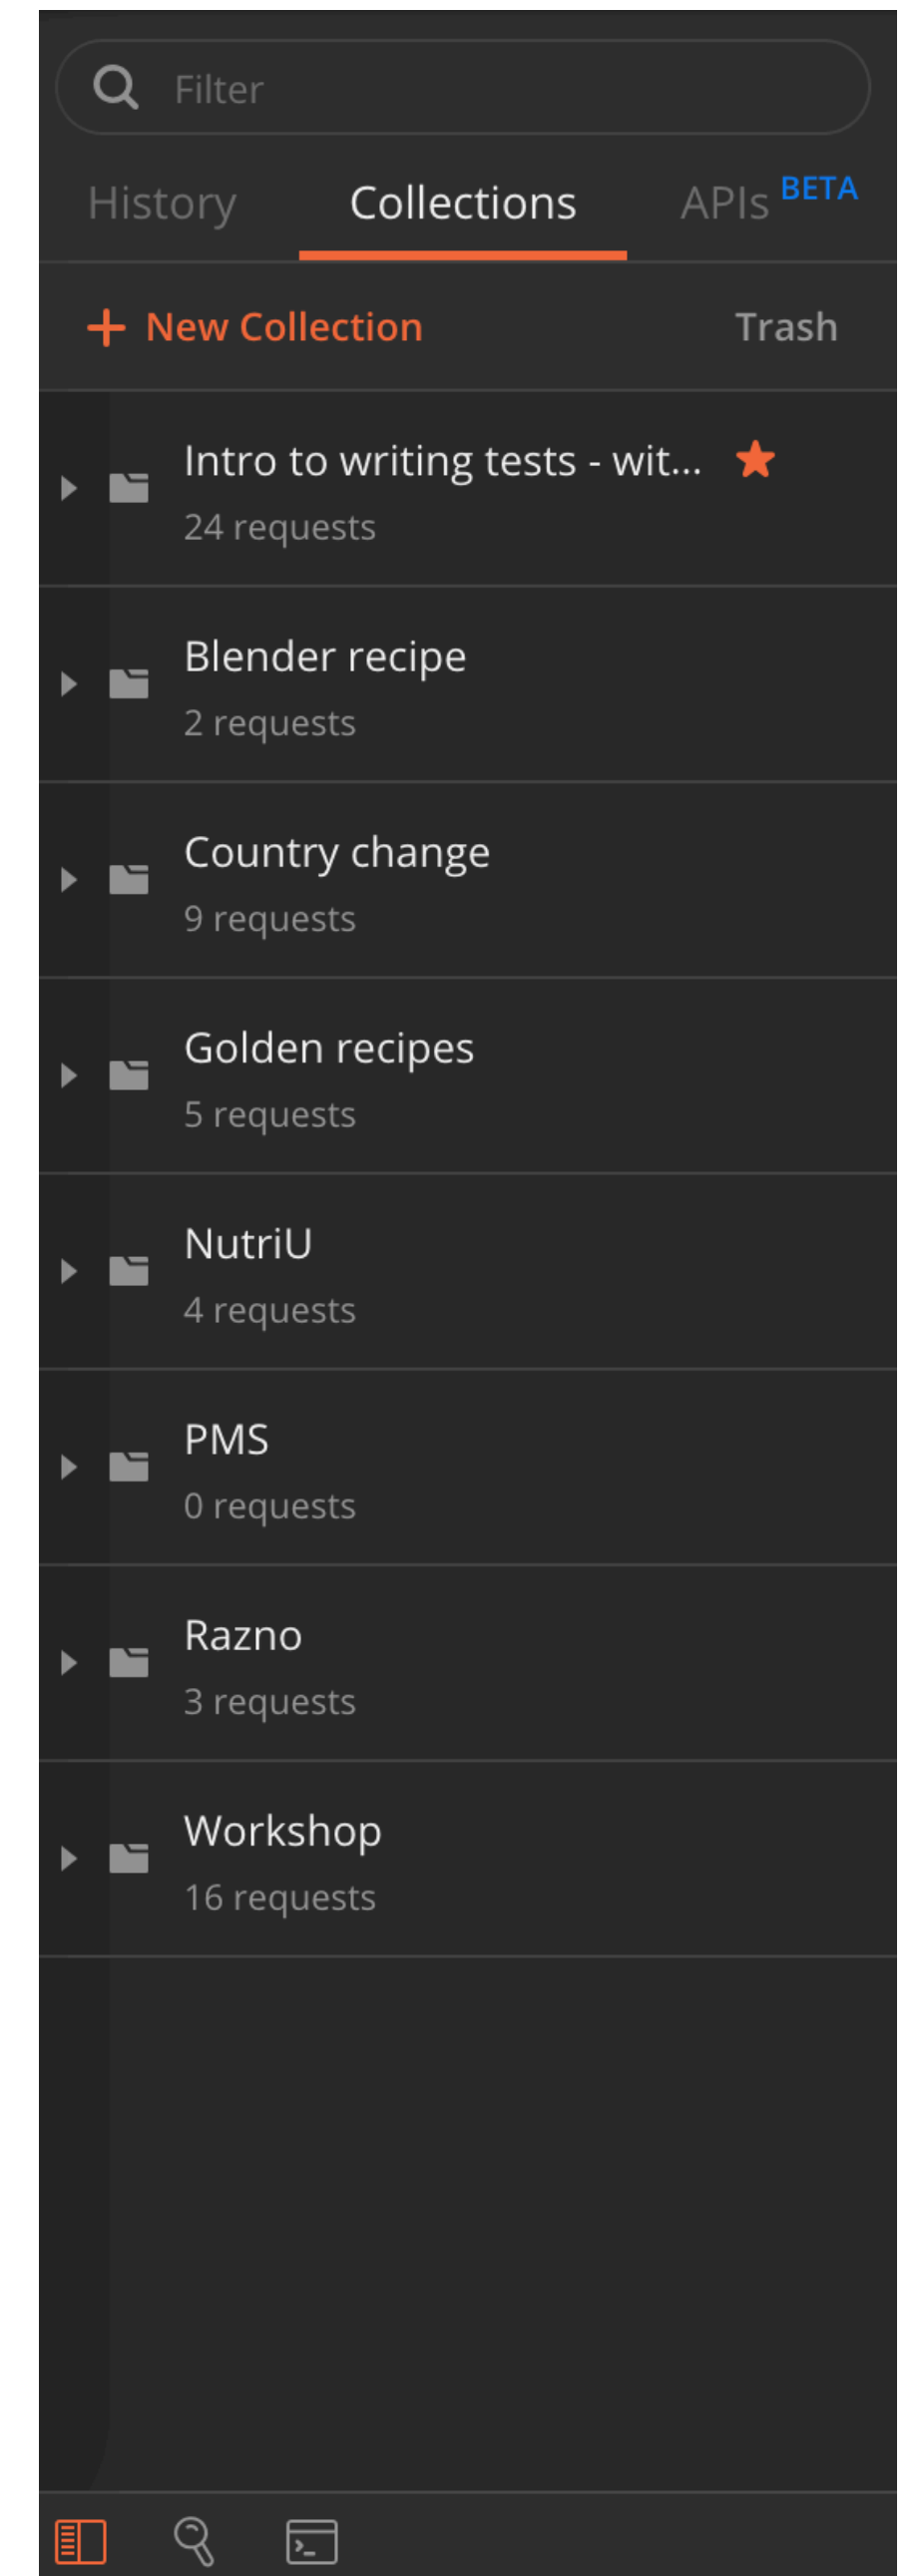 Filter
History Collections APIs BETA
New Collection Trash
Intro to writing tests - wit...
24 requests
Blender recipe
2 requests
Country change
9 requests
Golden recipes
5 requests
NutriU
4 requests
PMS
0 requests
Razno
3 requests
Workshop
16 requests